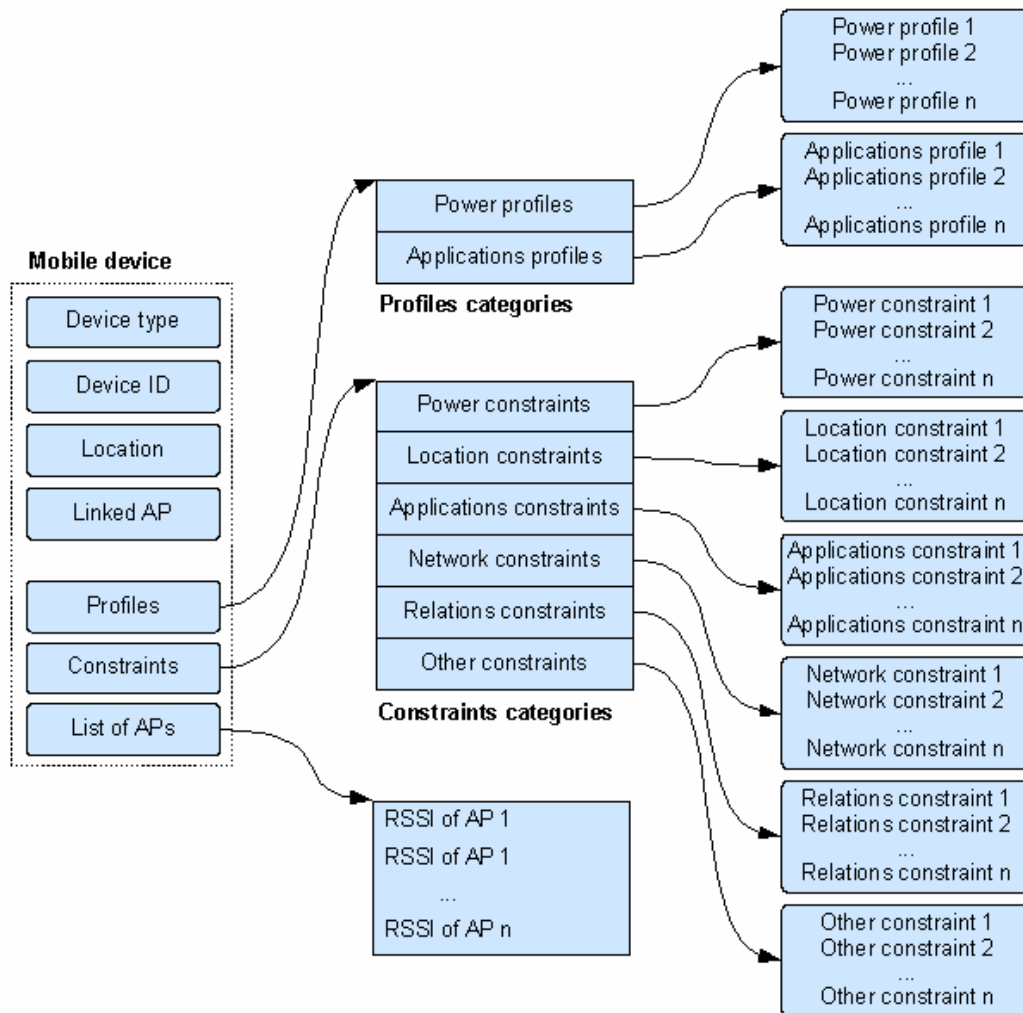 Mobile device
Device type
Device ID
Location
Linked AP
Profiles
Constraints
List of APs
Power profiles
Applications profiles
Profiles categories
Power constraints
Location constraints
Applications constraints
Network constraints
Relations constraints
Other constraints
Constraints categories
RSSI of AP 1
RSSI of AP 1
...
RSSI of AP n
Power profile 1
Power profile 2
...
Power profile n
Applications profile 1
Applications profile 2
...
Applications profile n
Power constraint 1
Power constraint 2
...
Power constraint n
Location constraint 1
Location constraint 2
...
Location constraint n
Applications constraint 1
Applications constraint 2
...
Applications constraint n
Network constraint 1
Network constraint 2
...
Network constraint n
Relations constraint 1
Relations constraint 2
...
Relations constraint n
Other constraint 1
Other constraint 2
...
Other constraint n